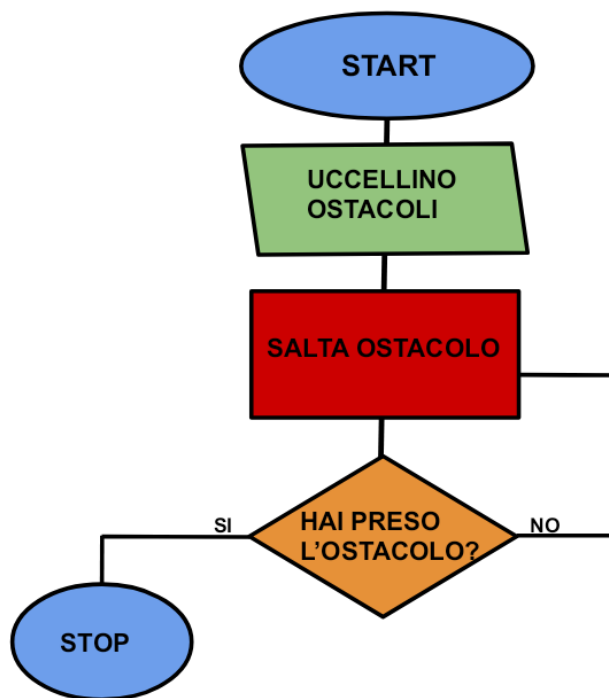 START
UCCELLINO
OSTACOLI
SALTA OSTACOLO
HAI PRESO
L'OSTACOLO?
SI
NO
STOP